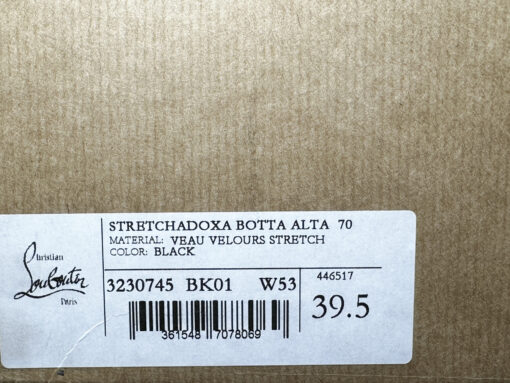 Christian
Louboutin
Paris
STRETCHADOXA BOTTA ALTA 70
MATERIAL: VEAU VELOURS STRETCH
COLOR: BLACK
3230745 BK01 W53
446517
39.5
361548 7078069